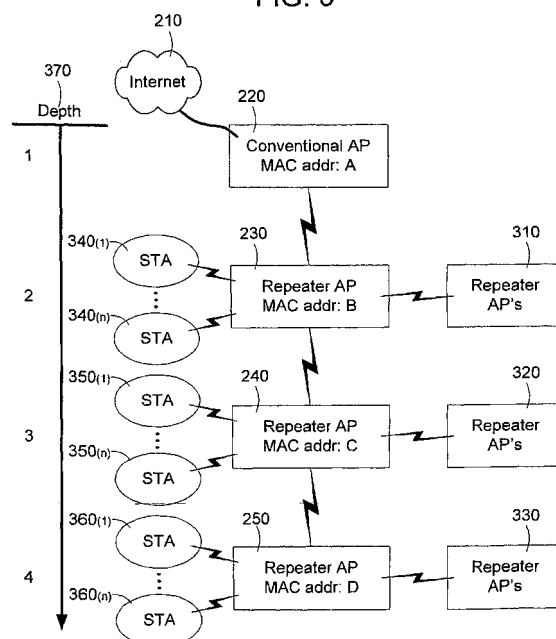 FIG.
210
370
Internet
220
Depth
Conventional AP
MAC addr: A
1
340(1)
230
310
STA
Repeater AP
MAC addr: B
Repeater
AP's
2
340(n)
STA
350(1)
240
320
STA
Repeater AP
MAC addr: C
Repeater
AP's
3
350(n)
STA
360(1)
250
330
STA
Repeater AP
MAC addr: D
Repeater
AP's
4
360(n)
STA